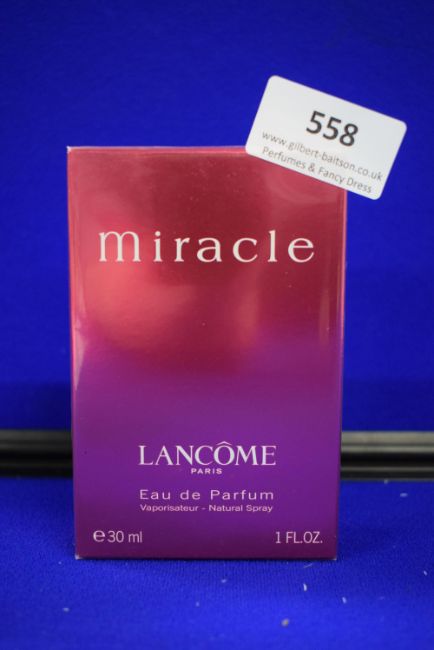 558
www.gilbert-baitson.co.uk
Perfumes & Fancy Dress
miracle
LANCÔME
PARIS
Eau de Parfum
Vaporisateur - Natural Spray
℮30 ml 1 FL.OZ.